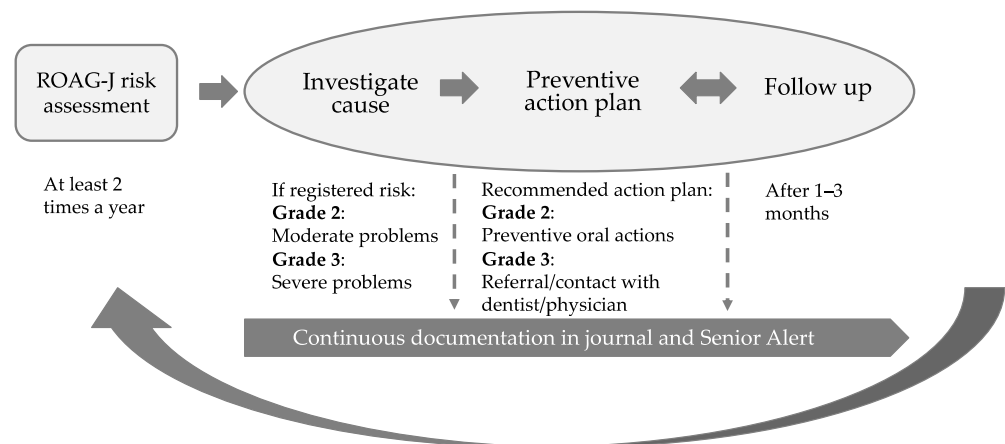 ROAG-J risk
assessment
At least 2
times a year
Investigate
cause
Preventive
action plan
Follow up
If registered risk:
Grade 2:
Moderate problems
Grade 3:
Severe problems
Recommended action plan:
Grade 2:
Preventive oral actions
Grade 3:
Referral/contact with
dentist/physician
After 1–3
months
Continuous documentation in journal and Senior Alert